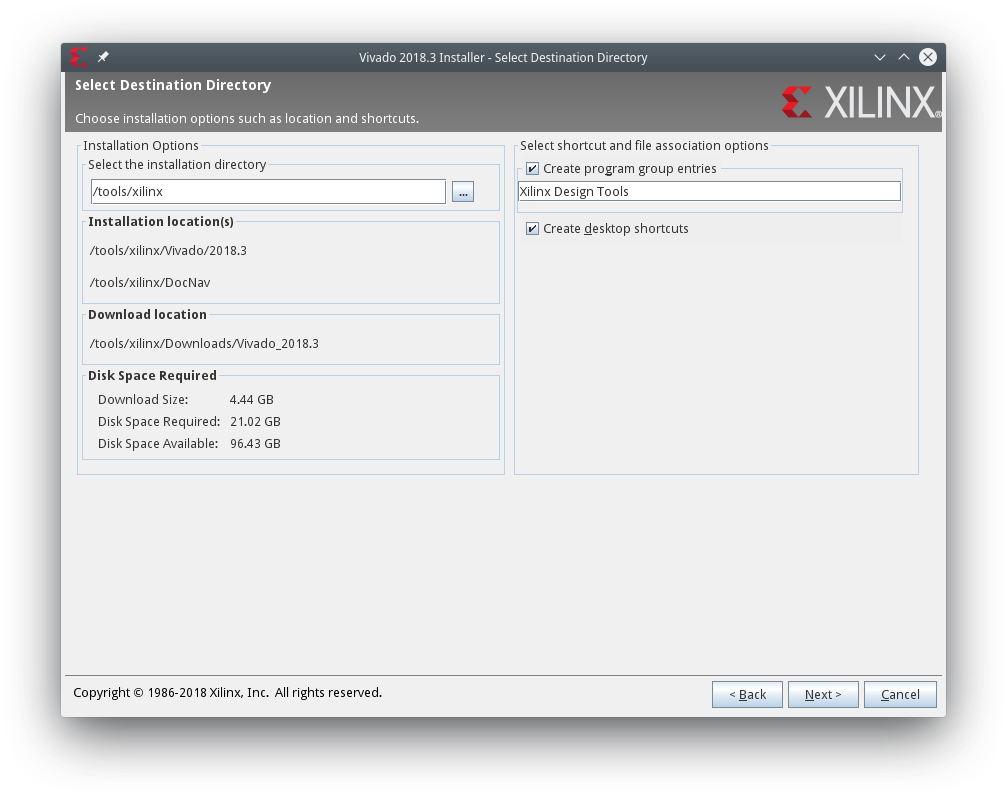 Vivado 2018.3 Installer - Select Destination Directory
Select Destination Directory
Choose installation options such as location and shortcuts.
XILINX®
Installation Options
Select the installation directory
/tools/xilinx
...
Installation location(s)
/tools/xilinx/Vivado/2018.3
/tools/xilinx/DocNav
Download location
/tools/xilinx/Downloads/Vivado_2018.3
Disk Space Required
Download Size: 4.44 GB
Disk Space Required: 21.02 GB
Disk Space Available: 96.43 GB
Select shortcut and file association options
Create program group entries
Xilinx Design Tools
Create desktop shortcuts
Copyright © 1986-2018 Xilinx, Inc. All rights reserved.
< Back
Next >
Cancel